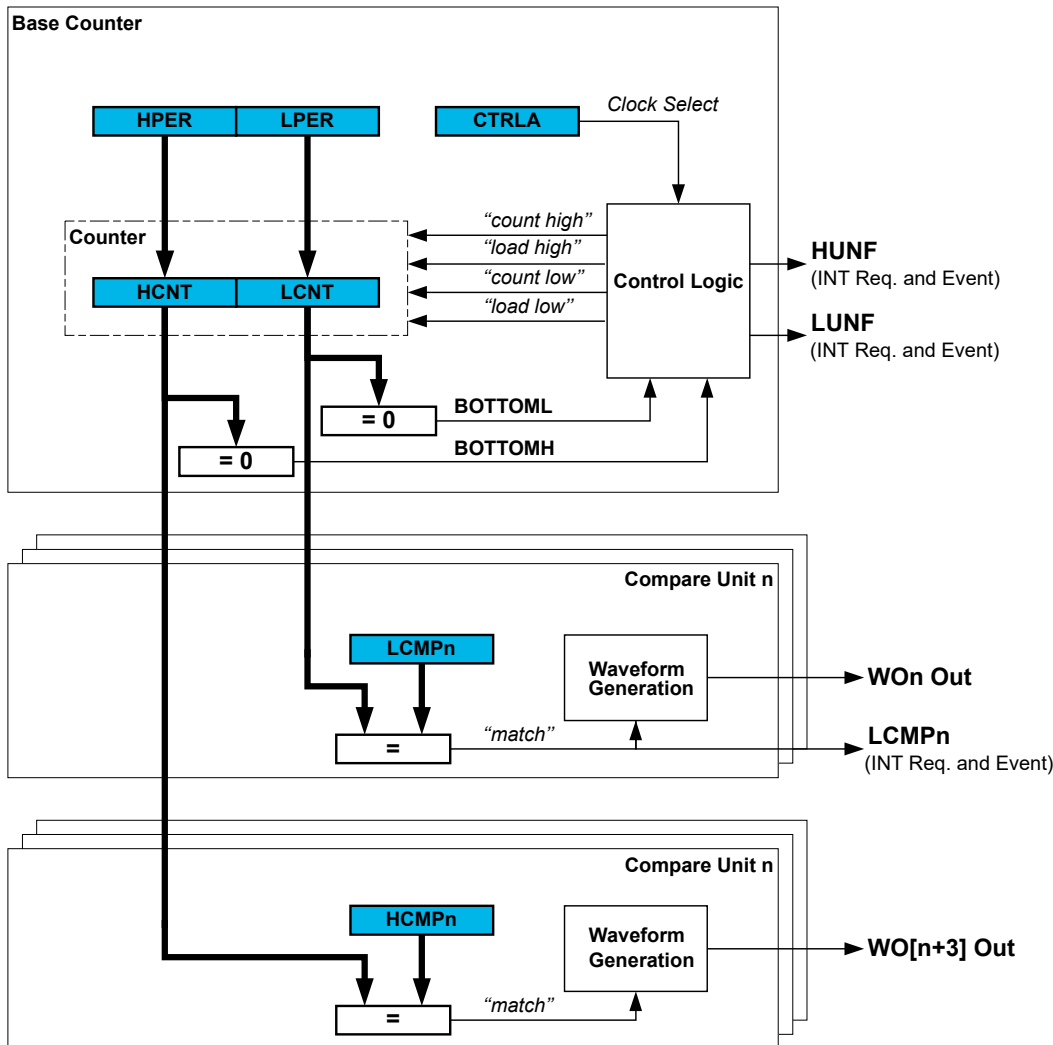 Base Counter
HPER LPER CTRLA
Clock Select
Counter
“count high”
“load high”
“count low”
“load low”
HCNT LCNT
Control Logic
HUNF
(INT Req. and Event)
LUNF
(INT Req. and Event)
= 0
BOTTOML
= 0
BOTTOMH
Compare Unit n
LCMPn
Waveform
Generation
WOn Out
=
“match”
LCMPn
(INT Req. and Event)
Compare Unit n
HCMPn
Waveform
Generation
WO[n+3] Out
=
“match”